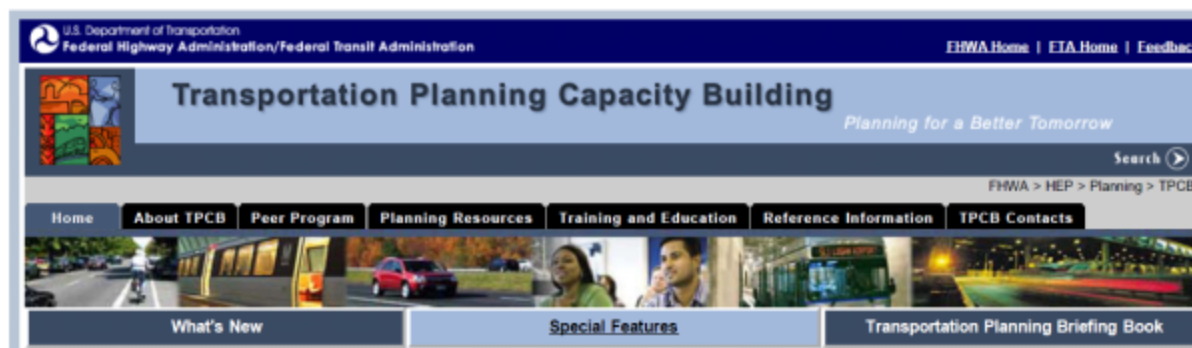 U.S. Department of Transportation
Federal Highway Administration/Federal Transit Administration
FHWA Home | FTA Home | Feedbac
Transportation Planning Capacity Building
Planning for a Better Tomorrow
Search
FHWA > HEP > Planning > TPCB
Home About TPCB Peer Program Planning Resources Training and Education Reference Information TPCB Contacts
What's New Special Features Transportation Planning Briefing Book